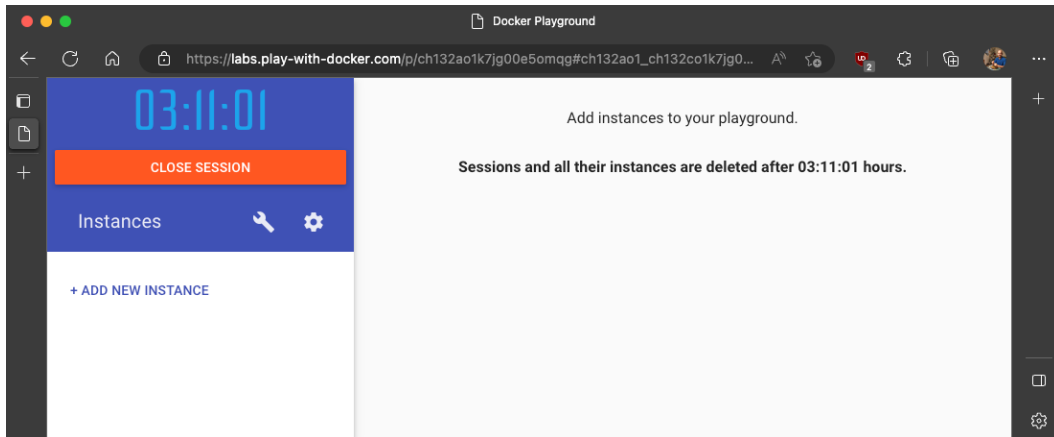 Docker Playground
https://labs.play-with-docker.com/p/ch132ao1k7jg00e5omqg#ch132ao1_ch132co1k7jg0...
2
03:11:01
CLOSE SESSION
Instances
+ ADD NEW INSTANCE
Add instances to your playground.
Sessions and all their instances are deleted after 03:11:01 hours.